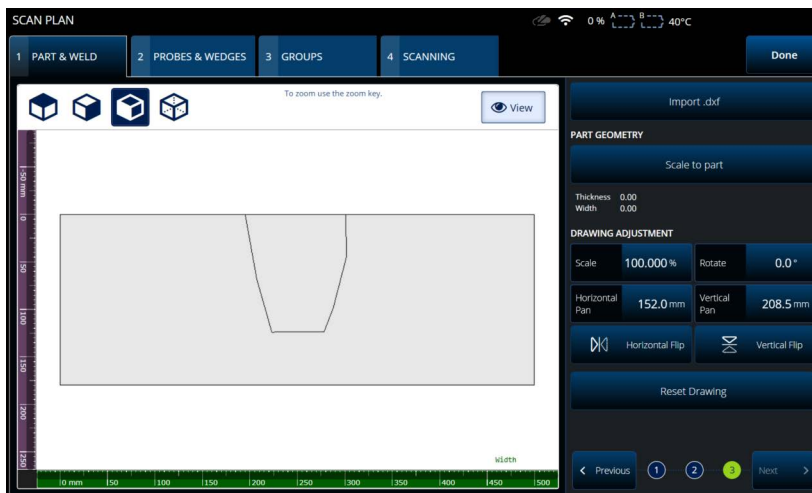 SCAN PLAN
0 % A B 40°C
1 PART & WELD
2 PROBES & WEDGES
3 GROUPS
4 SCANNING
Done
To zoom use the zoom key.
View
Import .dxf
PART GEOMETRY
Scale to part
Thickness 0.00
Width 0.00
DRAWING ADJUSTMENT
Scale 100.000 %
Rotate 0.0 °
Horizontal Pan 152.0 mm
Vertical Pan 208.5 mm
Horizontal Flip
Vertical Flip
Reset Drawing
< Previous 1 2 3 Next >
-50 mm
0
50
100
150
200
250
Width
0 mm 50 100 150 200 250 300 350 400 450 500